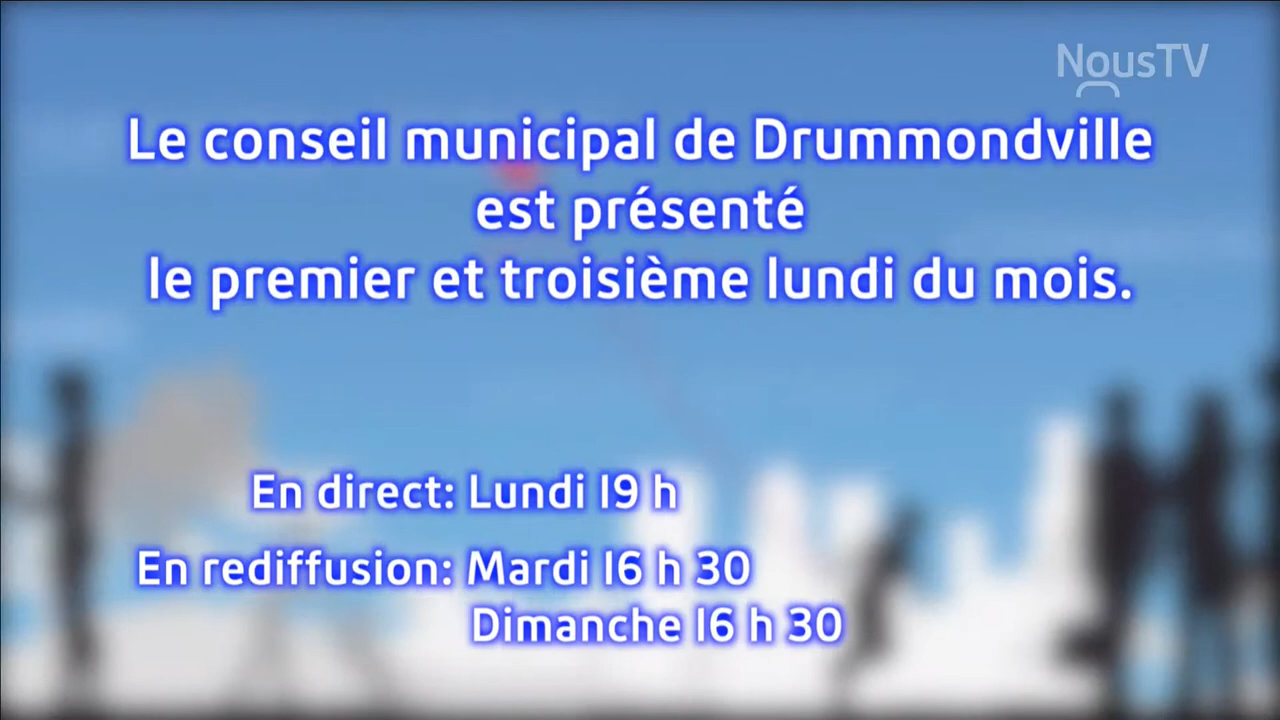 NousTV
Le conseil municipal de Drummondville
est présenté
le premier et troisième lundi du mois.
En direct: Lundi 19 h
En rediffusion: Mardi 16 h 30
Dimanche 16 h 30